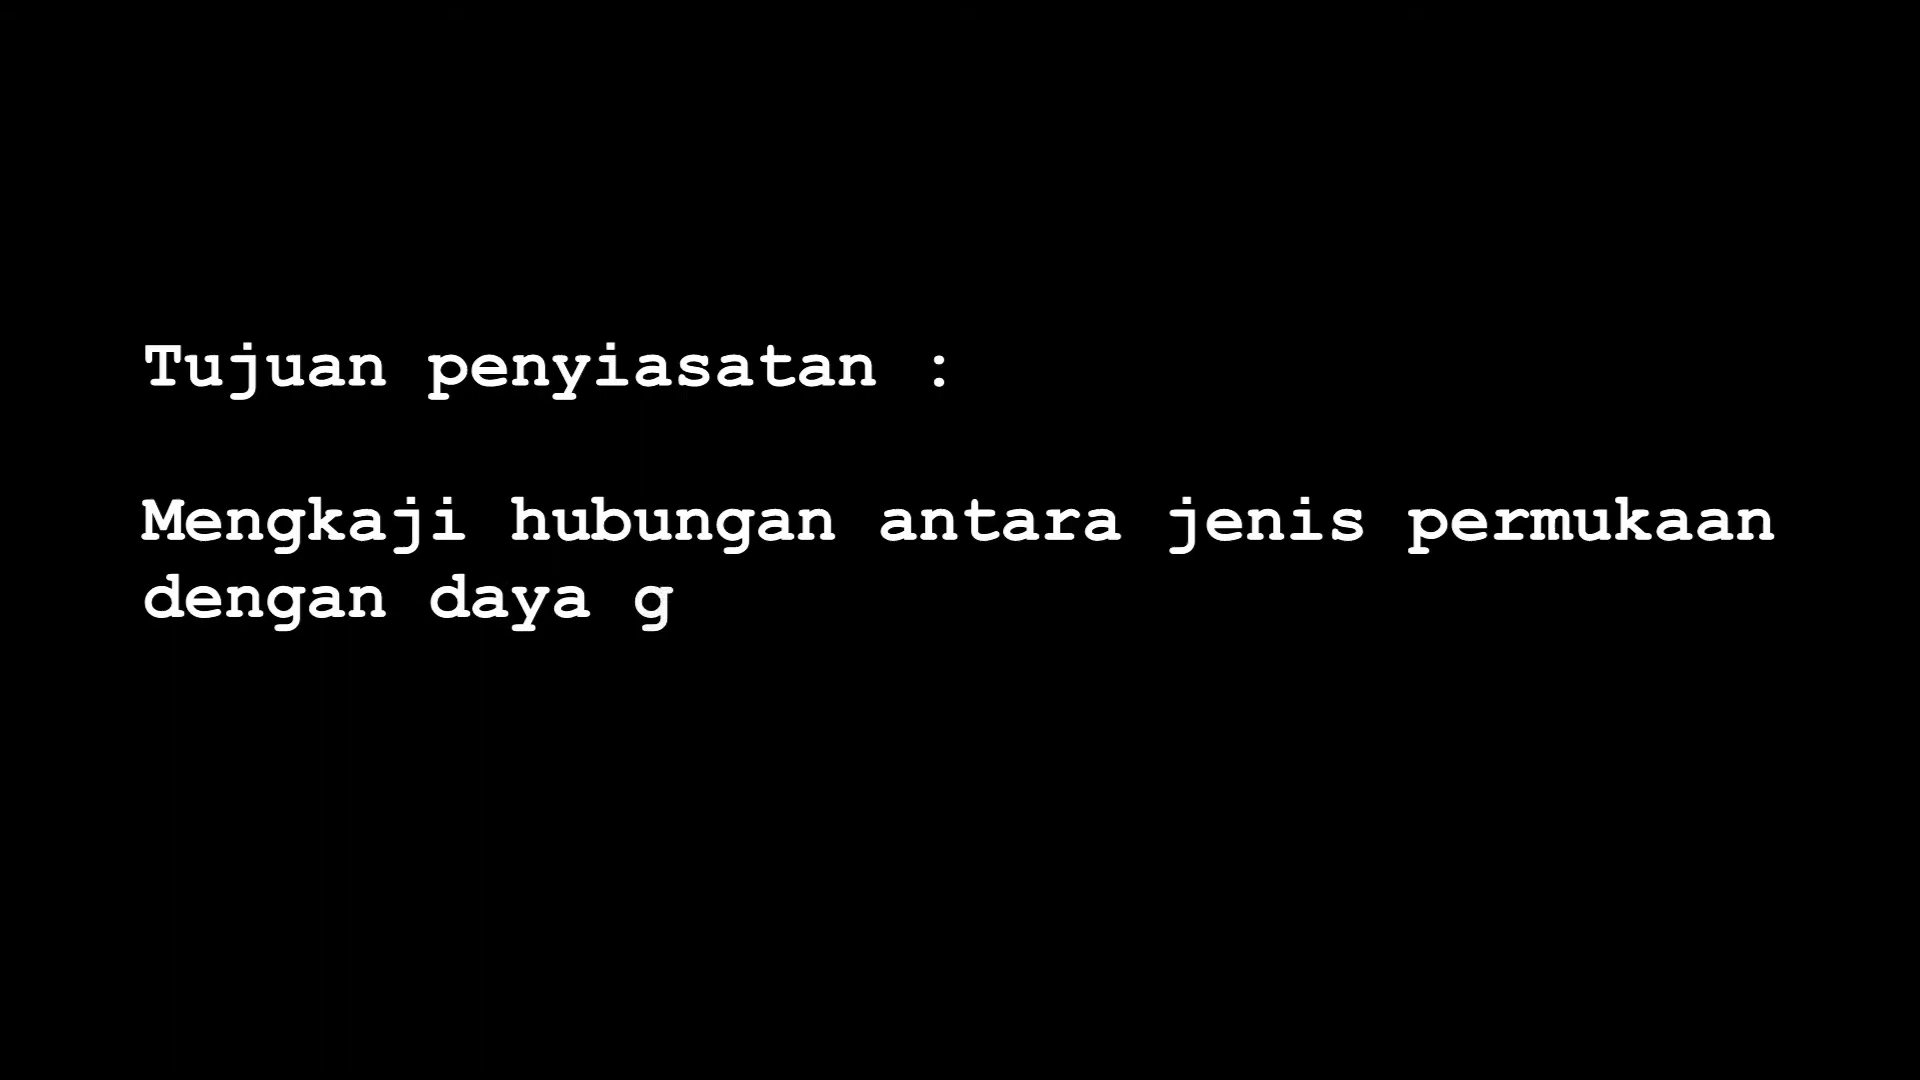 Tujuan penyiasatan :
Mengkaji hubungan antara jenis permukaan
dengan daya g